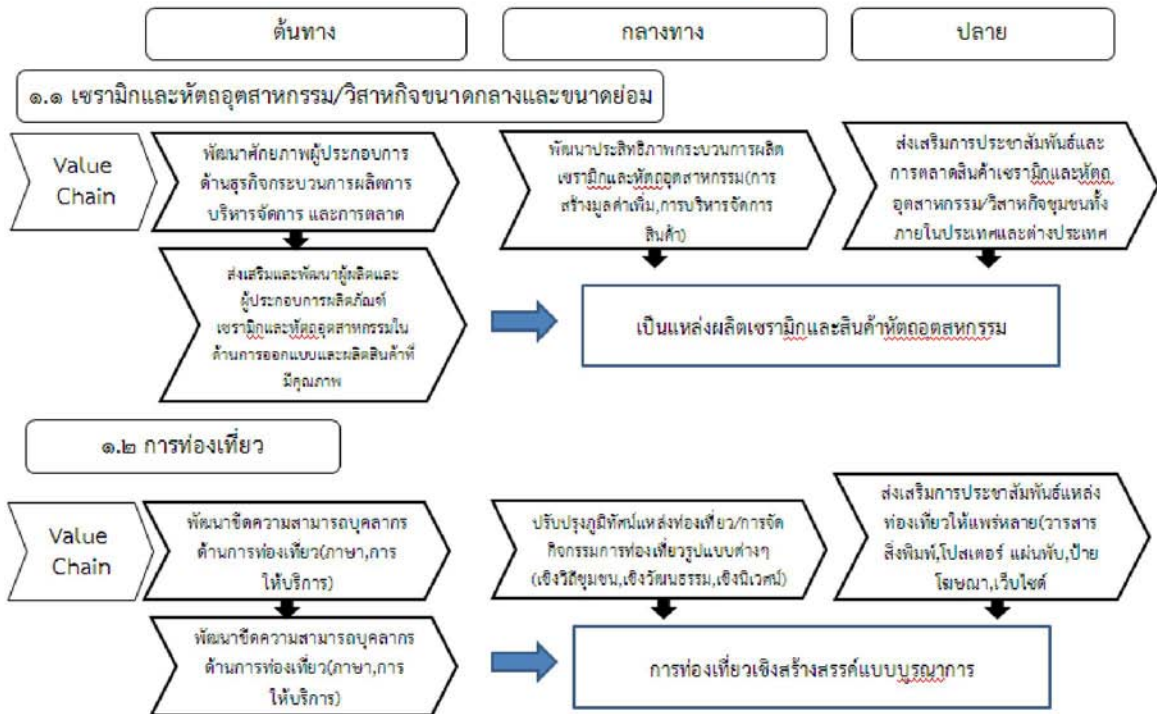 ต้นทาง
กลางทาง
ปลาย
๑.๑ เซรามิกและหัตถอุตสาหกรรม/วิสาหกิจขนาดกลางและขนาดย่อม
Value
Chain
พัฒนาศักยภาพผู้ประกอบการ
ด้านธุรกิจกระบวนการผลิตการ
บริหารจัดการ และการตลาด
พัฒนาประสิทธิภาพกระบวนการผลิต
เซรามิกและหัตถอุตสาหกรรม(การ
สร้างมูลค่าเพิ่ม,การบริหารจัดการ
สินค้า)
ส่งเสริมการประชาสัมพันธ์และ
การตลาดสินค้าเซรามิกและหัตถ
อุตสาหกรรม/วิสาหกิจชุมชนทั้ง
ภายในประเทศและต่างประเทศ
ส่งเสริมและพัฒนาผู้ผลิตและ
ผู้ประกอบการผลิตภัณฑ์
เซรามิกและหัตถอุตสาหกรรมใน
ด้านการออกแบบและผลิตสินค้าที่
มีคุณภาพ
เป็นแหล่งผลิตเซรามิกและสินค้าหัตถอุตสหกรรม
๑.๒ การท่องเที่ยว
Value
Chain
พัฒนาขีดความสามารถบุคลากร
ด้านการท่องเที่ยว(ภาษา,การ
ให้บริการ)
ปรับปรุงภูมิทัศน์แหล่งท่องเที่ยว/การจัด
กิจกรรมการท่องเที่ยวรูปแบบต่างๆ
(เชิงวิถีชุมชน,เชิงวัฒนธรรม,เชิงนิเวศน์)
ส่งเสริมการประชาสัมพันธ์แหล่ง
ท่องเที่ยวให้แพร่หลาย(วารสาร
สิ่งพิมพ์,โปสเตอร์ แผ่นพับ,ป้าย
โฆษณา,เว็บไซต์
พัฒนาขีดความสามารถบุคลากร
ด้านการท่องเที่ยว(ภาษา,การ
ให้บริการ)
การท่องเที่ยวเชิงสร้างสรรค์แบบบูรณาการ